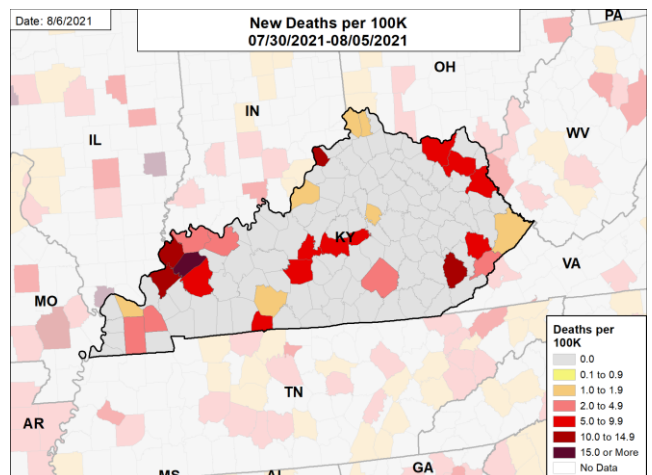 Date: 8/6/2021
New Deaths per 100K
07/30/2021-08/05/2021
PA
OH
IN
IL
WV
KY
VA
MO
TN
AR
MS
AL
GA
Deaths per
100K
0.0
0.1 to 0.9
1.0 to 1.9
2.0 to 4.9
5.0 to 9.9
10.0 to 14.9
15.0 or More
No Data